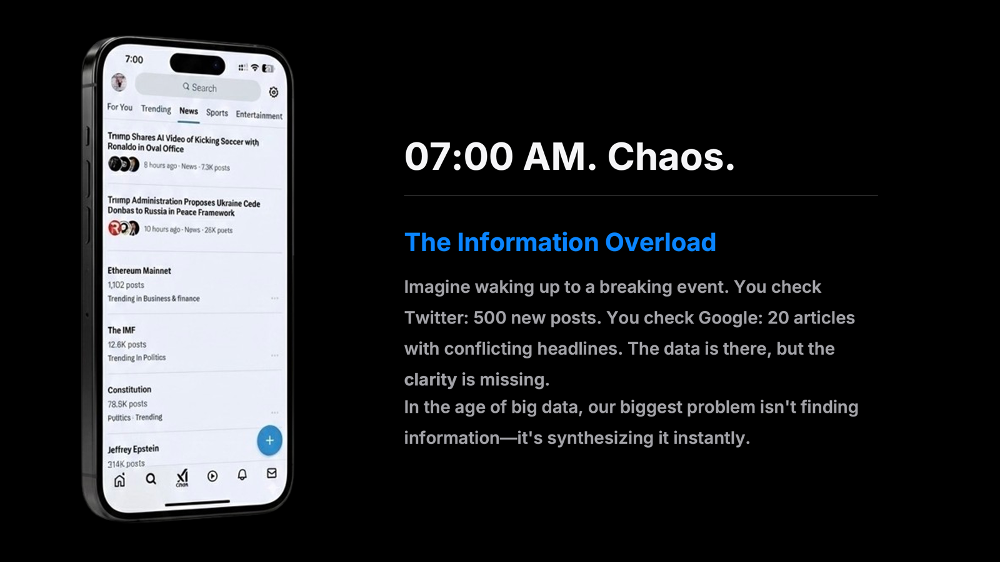 7:00
Search
For You Trending News Sports Entertainment
Trump Shares AI Video of Kicking Soccer with
Ronaldo in Oval Office
8 hours ago · News · 7.3K posts
Trump Administration Proposes Ukraine Cede
Donbas to Russia in Peace Framework
10 hours ago · News · 26K poets
Ethereum Mainnet
1,102 posts
Trending in Business & finance
The IMF
12.6K posts
Trending In Politics
Constitution
78.5K posts
Politics · Trending
Jeffrey Epstein
314K posts
07:00 AM. Chaos.
The Information Overload
Imagine waking up to a breaking event. You check
Twitter: 500 new posts. You check Google: 20 articles
with conflicting headlines. The data is there, but the
clarity is missing.
In the age of big data, our biggest problem isn't finding
information—it's synthesizing it instantly.